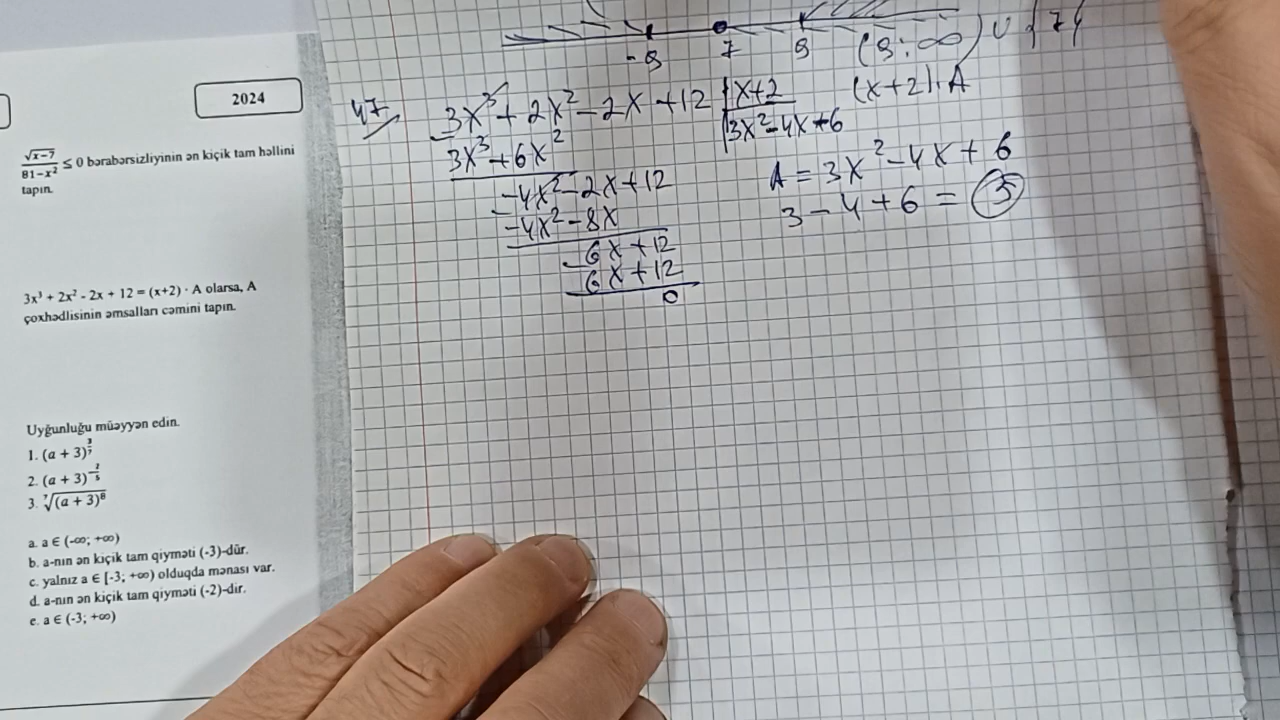 2024
√x−7 / 81−x² ≤ 0 bərabərsizliyinin ən kiçik tam həllini
tapın.
3x³ + 2x² - 2x + 12 = (x+2) · A olarsa, A
çoxhədlisinin əmsalları cəmini tapın.
Uyğunluğu müəyyən edin.
1. (a + 3)^(3/7)
2. (a + 3)^(−2/5)
3. ⁷√(a + 3)⁸
a. a ∈ (-∞; +∞)
b. a-nın ən kiçik tam qiyməti (-3)-dür.
c. yalnız a ∈ [-3; +∞) olduqda mənası var.
d. a-nın ən kiçik tam qiyməti (-2)-dir.
e. a ∈ (-3; +∞)
-9 7 9 (9; ∞) ∪ {7}
47 3x³ + 2x² - 2x + 12 | x+2
3x³ + 6x² 3x² - 4x + 6
-4x² - 2x + 12
-4x² - 8x
6x + 12
6x + 12
0
(x+2) · A
A = 3x² - 4x + 6
3 - 4 + 6 = 5